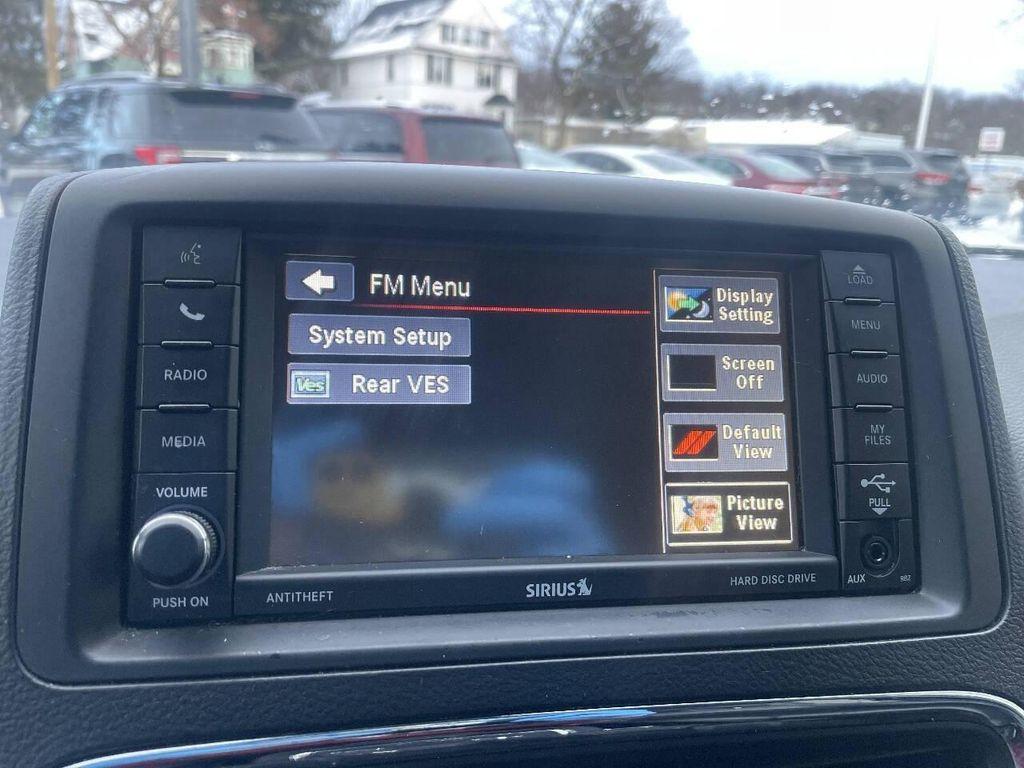 FM Menu
System Setup
Ves Rear VES
Display
Setting
Screen
Off
Default
View
Picture
View
RADIO
MEDIA
VOLUME
PUSH ON
LOAD
MENU
AUDIO
MY
FILES
PULL
AUX
RBZ
ANTITHEFT
SIRIUS
HARD DISC DRIVE